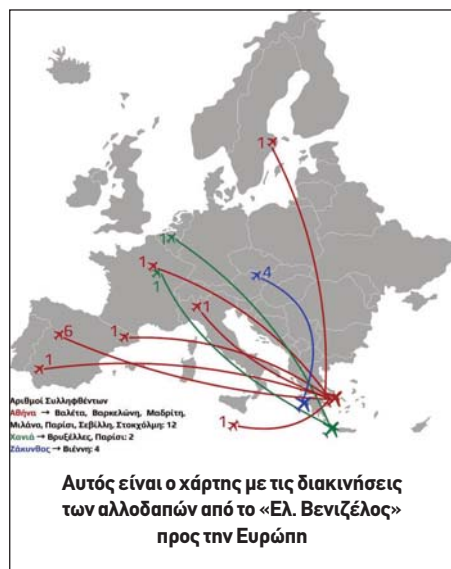 1
1
4
1
1
1
1
6
1
1
Αριθμοί Συλληφθέντων
Αθήνα → Βαλέτα, Βαρκελώνη, Μαδρίτη,
Μιλάνο, Παρίσι, Σεβίλλη, Στοκχόλμη: 12
Χανιά → Βρυξέλλες, Παρίσι: 2
Ζάκυνθος → Βιέννη: 4
Αυτός είναι ο χάρτης με τις διακινήσεις
των αλλοδαπών από το «Ελ. Βενιζέλος»
προς την Ευρώπη